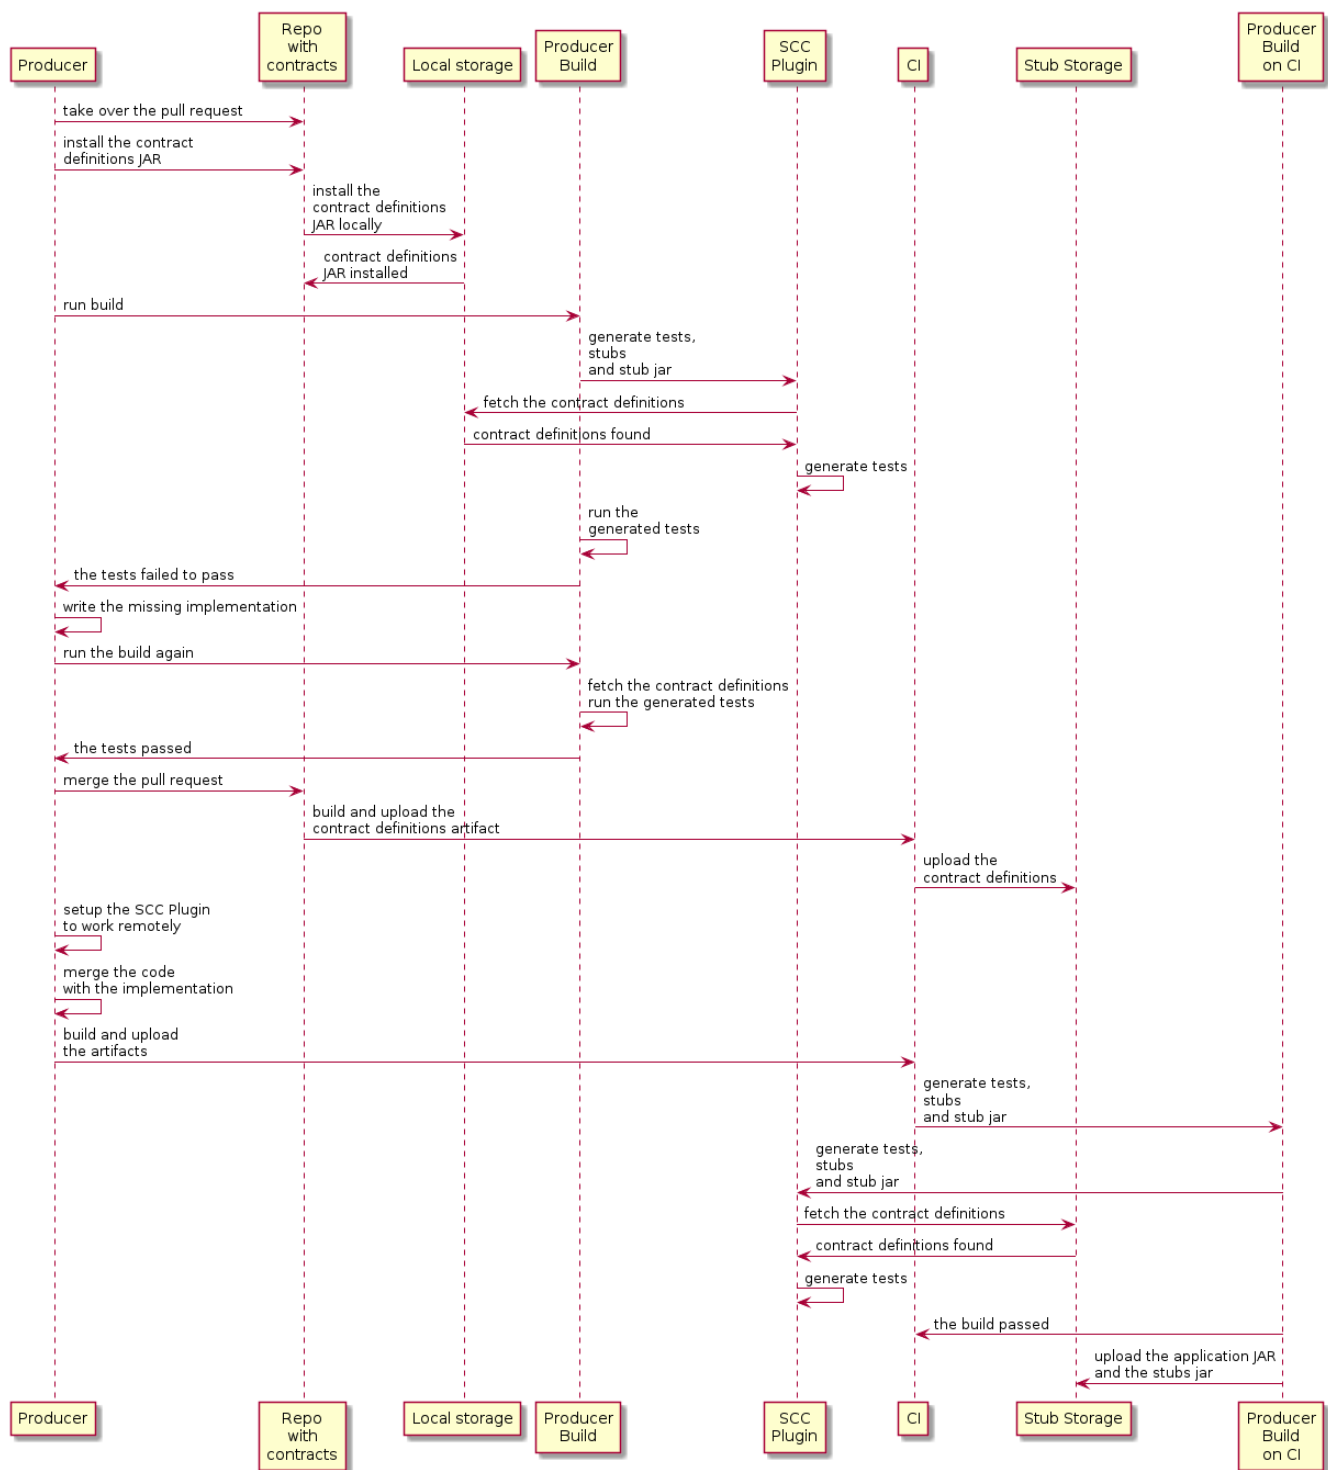 Producer
Repo
with
contracts
Local storage
Producer
Build
SCC
Plugin
CI
Stub Storage
Producer
Build
on CI
take over the pull request
install the contract
definitions JAR
install the
contract definitions
JAR locally
contract definitions
JAR installed
run build
generate tests,
stubs
and stub jar
fetch the contract definitions
contract definitions found
generate tests
run the
generated tests
the tests failed to pass
write the missing implementation
run the build again
fetch the contract definitions
run the generated tests
the tests passed
merge the pull request
build and upload the
contract definitions artifact
upload the
contract definitions
setup the SCC Plugin
to work remotely
merge the code
with the implementation
build and upload
the artifacts
generate tests,
stubs
and stub jar
generate tests,
stubs
and stub jar
fetch the contract definitions
contract definitions found
generate tests
the build passed
upload the application JAR
and the stubs jar
Producer
Repo
with
contracts
Local storage
Producer
Build
SCC
Plugin
CI
Stub Storage
Producer
Build
on CI